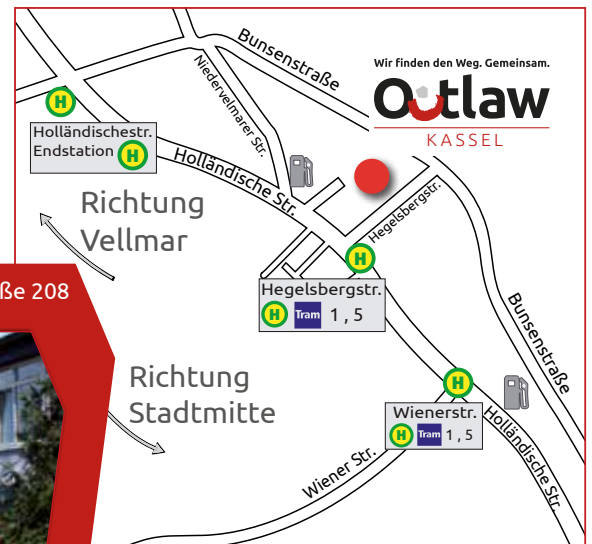 Bunsenstraße
Wir finden den Weg. Gemeinsam.
Outlaw
KASSEL
Niedervelmarer Str.
H
Holländischestr.
Endstation H
Holländische Str.
Richtung
Vellmar
Hegelsbergstr.
H
Hegelsbergstr.
H Tram 1 , 5
ße 208
Bunsenstraße
Richtung
Stadtmitte
H
Wienerstr.
H Tram 1 , 5
Holländische Str.
Wiener Str.